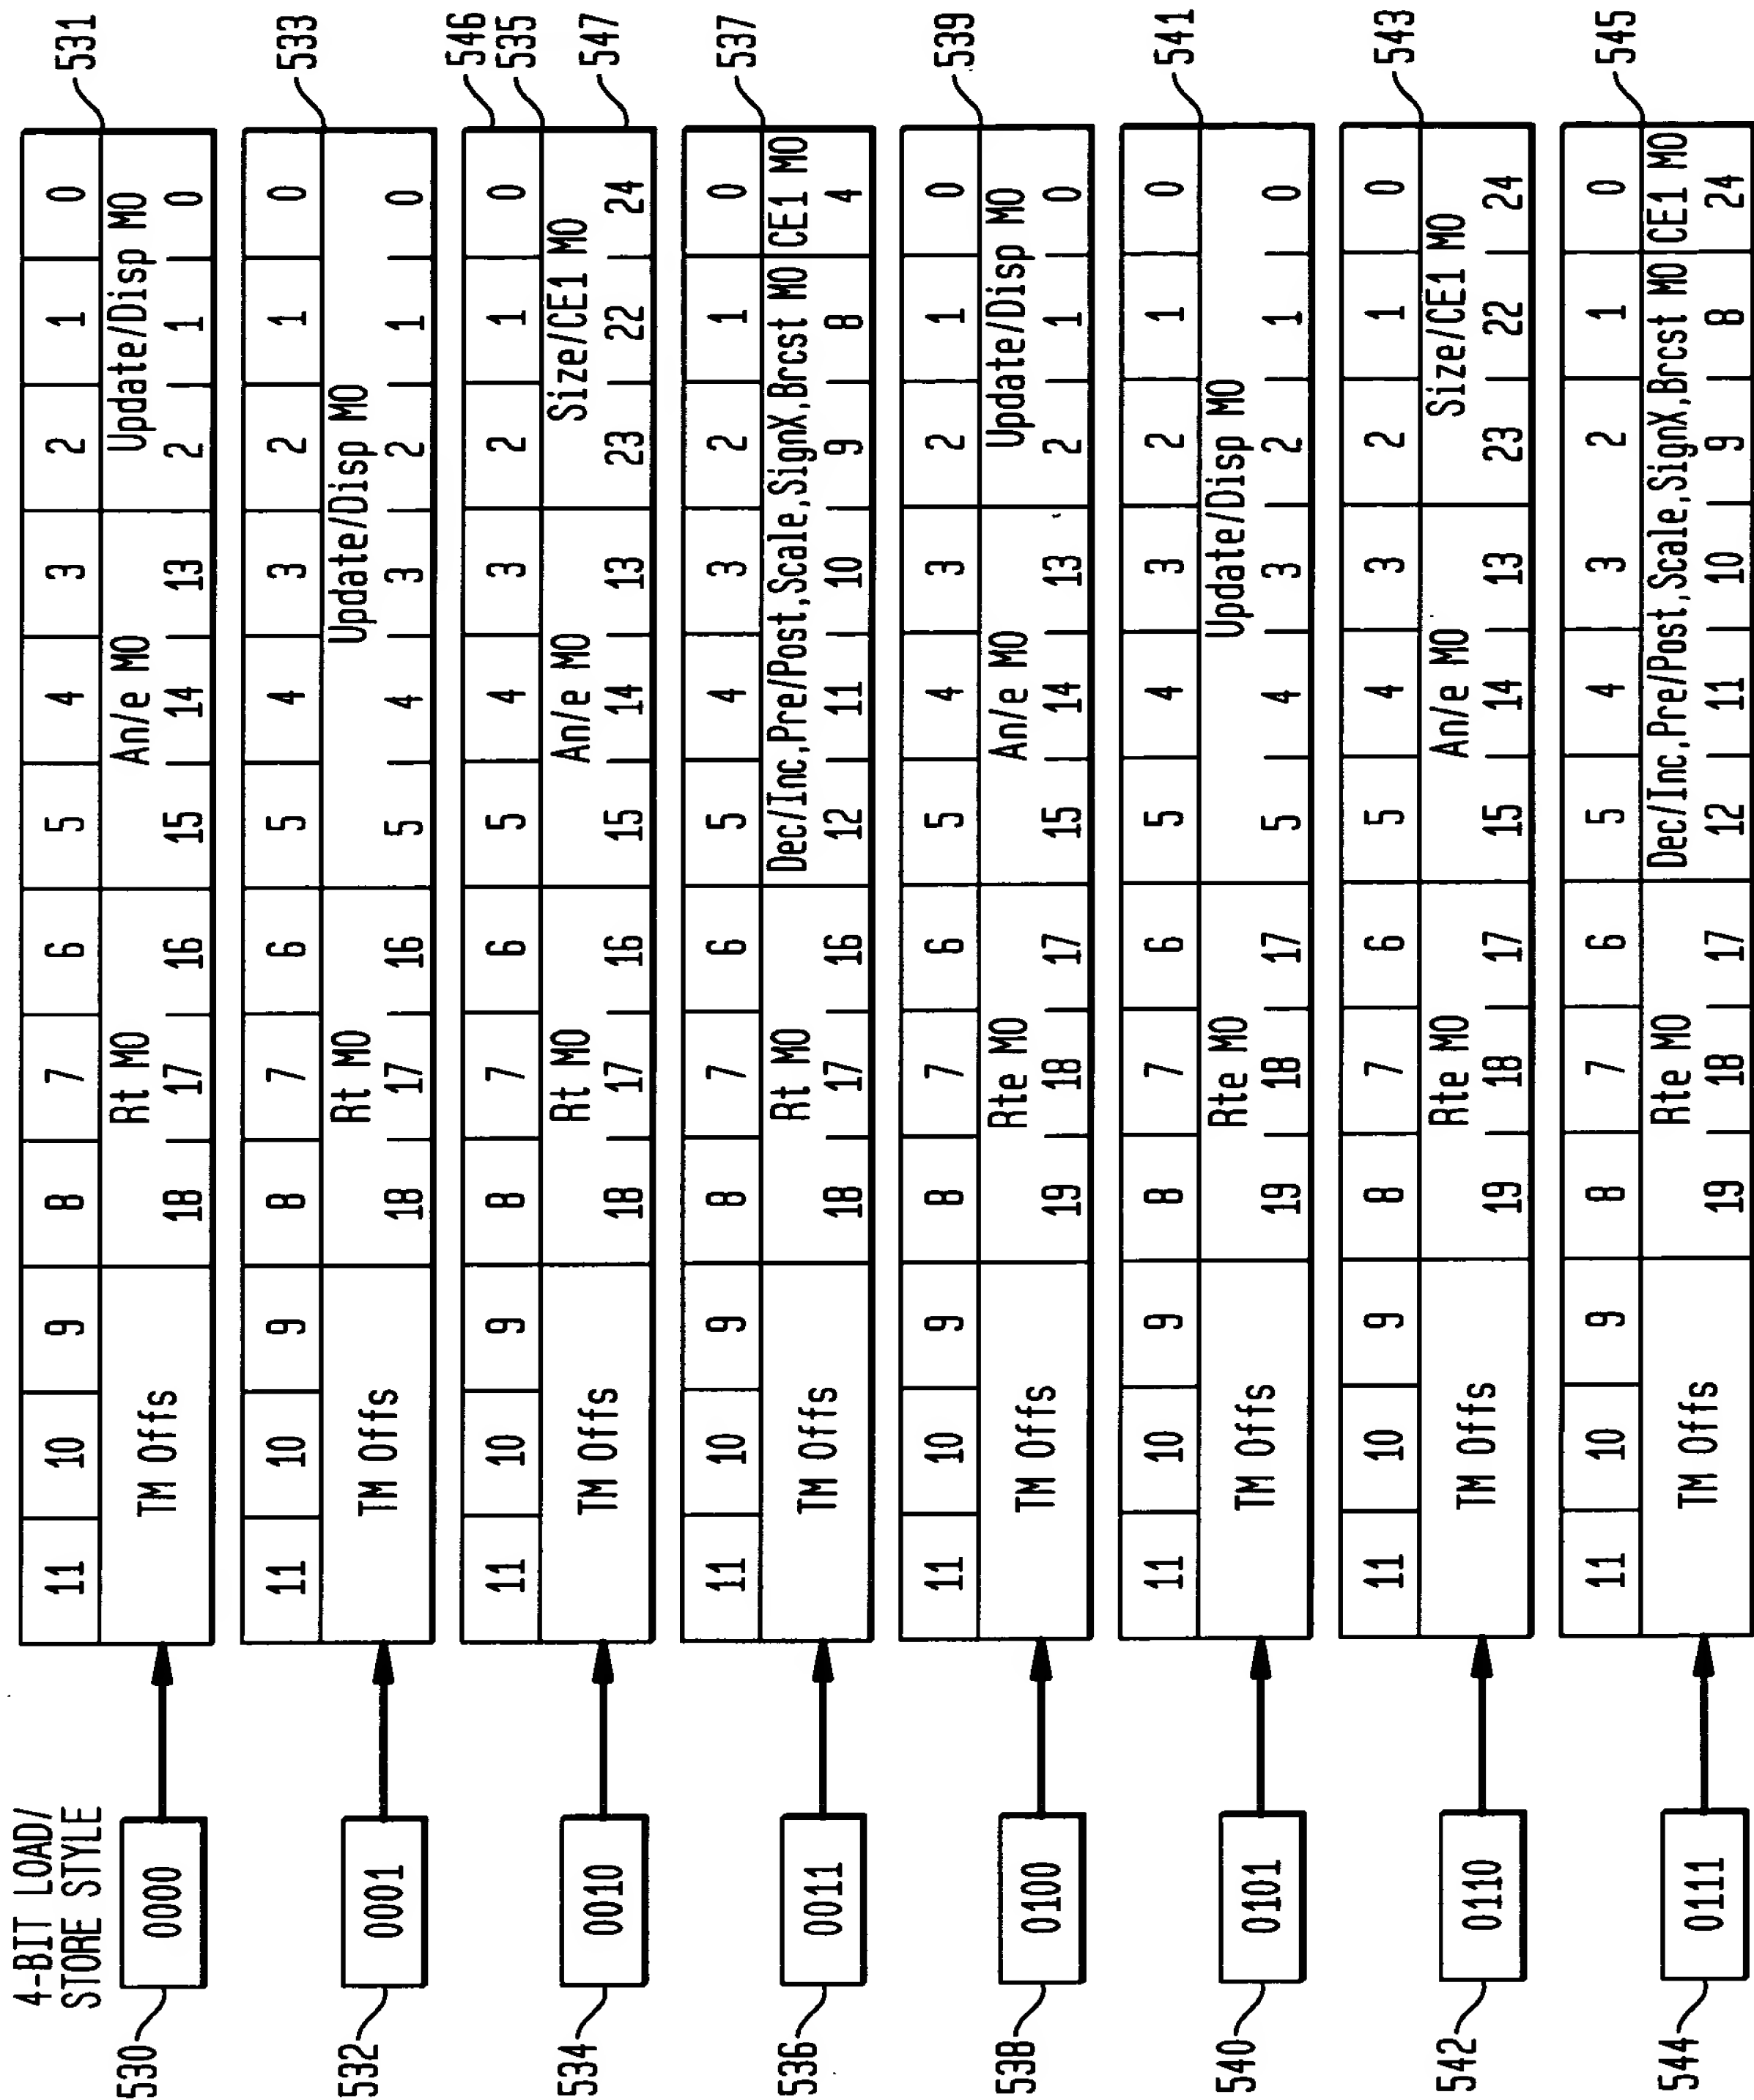 4-BIT LOAD/
STORE STYLE
530
0000
11 10 9 8 7 6 5 4 3 2 1 0
TM Offs Rt MO An/e MO Update/Disp MO
18 17 16 15 14 13 2 1 0
531
532
0001
11 10 9 8 7 6 5 4 3 2 1 0
TM Offs Rt MO Update/Disp MO
18 17 16 5 4 3 2 1 0
533
534
0010
11 10 9 8 7 6 5 4 3 2 1 0
TM Offs Rt MO An/e MO Size/CE1 MO
18 17 16 15 14 13 23 22 24
546
535
547
536
0011
11 10 9 8 7 6 5 4 3 2 1 0
TM Offs Rt MO Dec/Inc,Pre/Post,Scale,SignX,Brcst MO CE1 MO
18 17 16 12 11 10 9 8 4
537
538
0100
11 10 9 8 7 6 5 4 3 2 1 0
TM Offs Rte MO An/e MO Update/Disp MO
19 18 17 15 14 13 2 1 0
539
540
0101
11 10 9 8 7 6 5 4 3 2 1 0
TM Offs Rte MO Update/Disp MO
19 18 17 5 4 3 2 1 0
541
542
0110
11 10 9 8 7 6 5 4 3 2 1 0
TM Offs Rte MO An/e MO Size/CE1 MO
19 18 17 15 14 13 23 22 24
543
544
0111
11 10 9 8 7 6 5 4 3 2 1 0
TM Offs Rte MO Dec/Inc,Pre/Post,Scale,SignX,Brcst MO CE1 MO
19 18 17 12 11 10 9 8 24
545